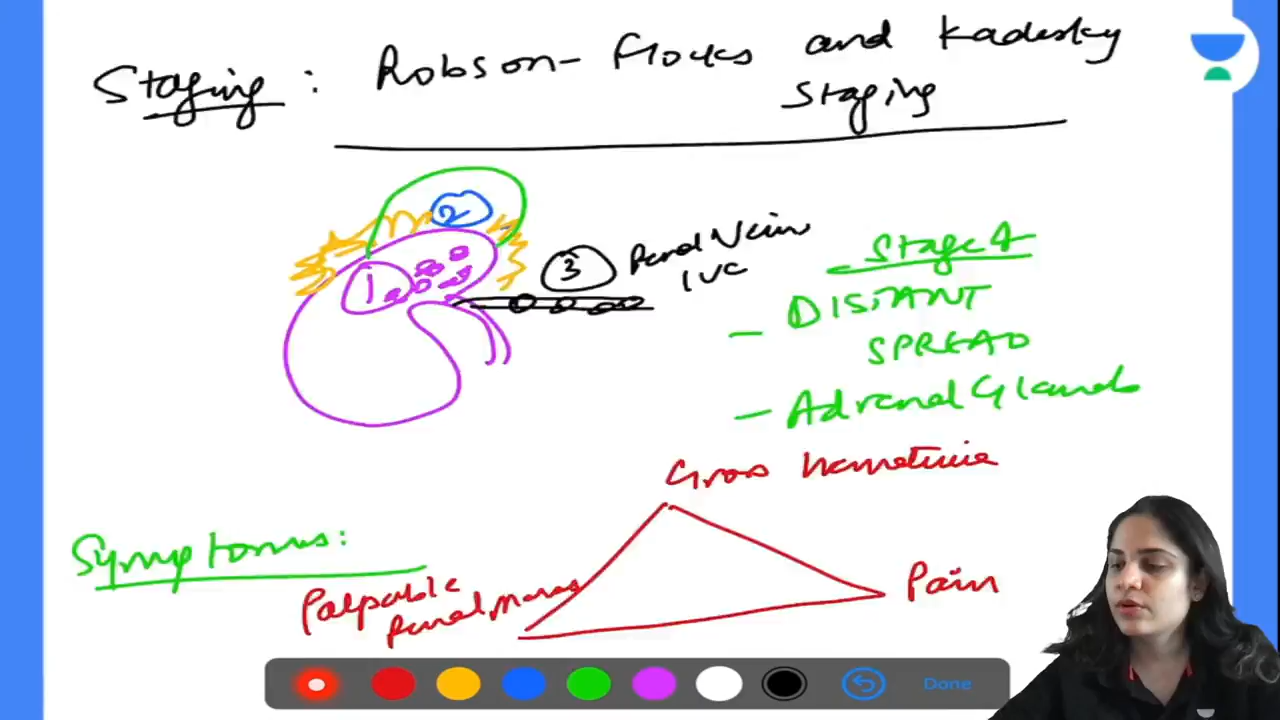 Staging : Robson - Flocks and Kadesky
Staging
2
1
3
Renal Vein
IVC
Stage 4
- DISTANT
SPREAD
- Adrenal Glands
Gross hematuria
Symptoms:
Palpable
Renal Mass
Pain
Done